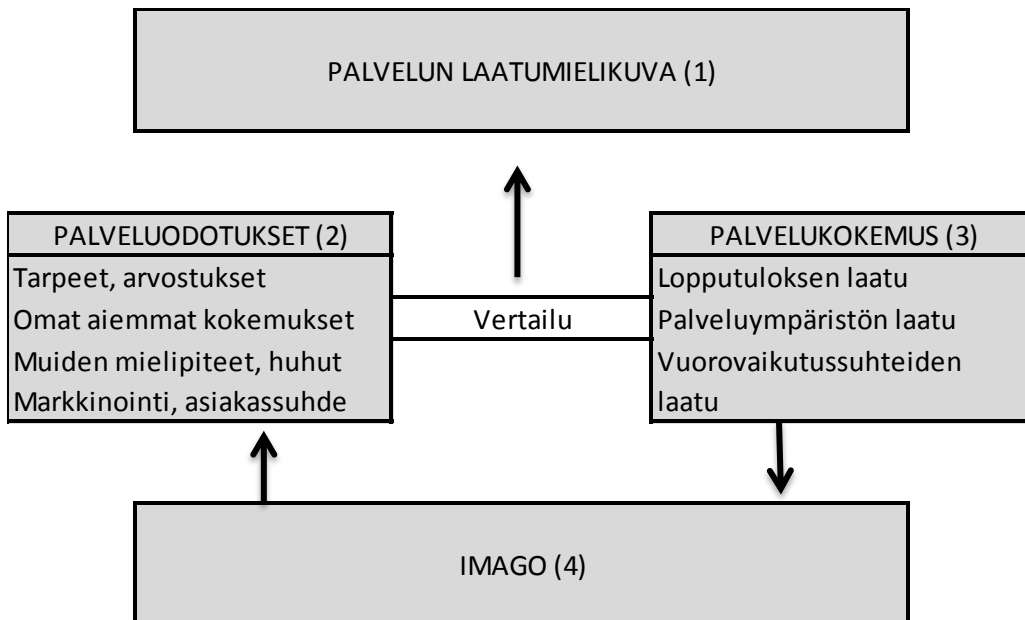 PALVELUN LAATUMIELIKUVA (1)
PALVELUODOTUKSET (2)
Tarpeet, arvostukset
Omat aiemmat kokemukset
Muiden mielipiteet, huhut
Markkinointi, asiakassuhde
Vertailu
PALVELUKOKEMUS (3)
Lopputuloksen laatu
Palveluympäristön laatu
Vuorovaikutussuhteiden
laatu
IMAGO (4)